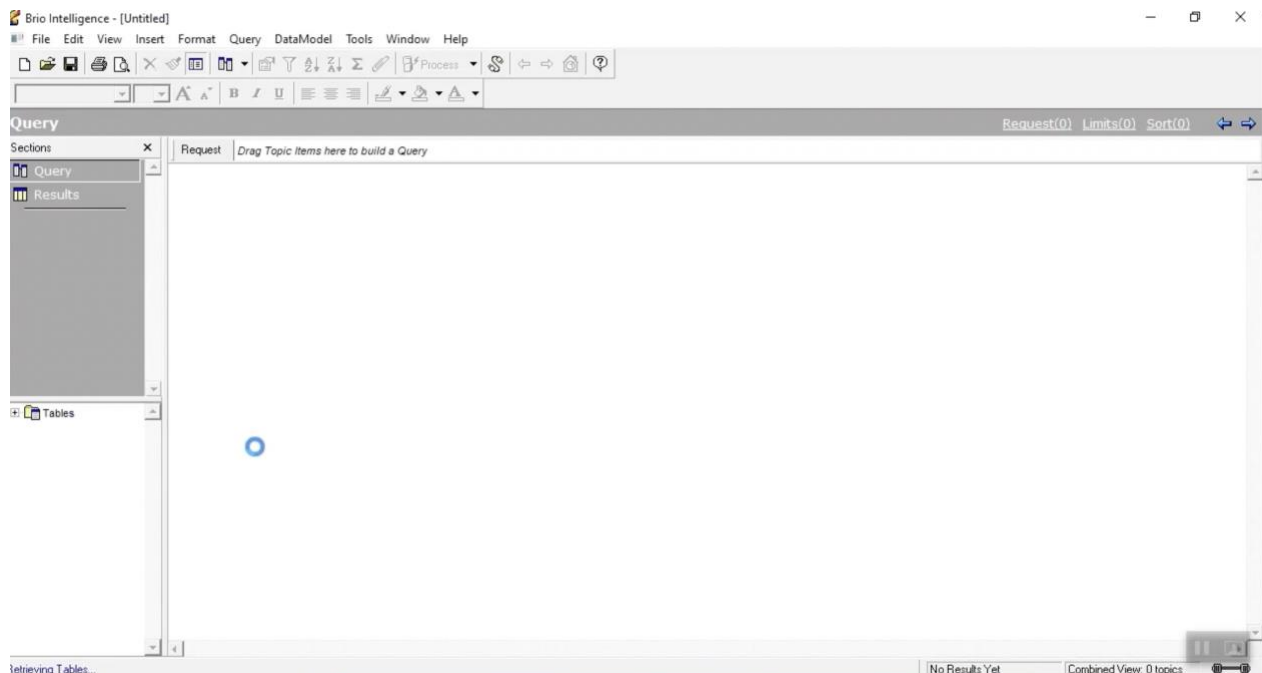 Brio Intelligence - [Untitled]
File Edit View Insert Format Query DataModel Tools Window Help
Process
B I U
Query Request(0) Limits(0) Sort(0)
Sections
Request Drag Topic Items here to build a Query
Query
Results
Tables
Retrieving Tables...
No Results Yet Combined View: 0 topics